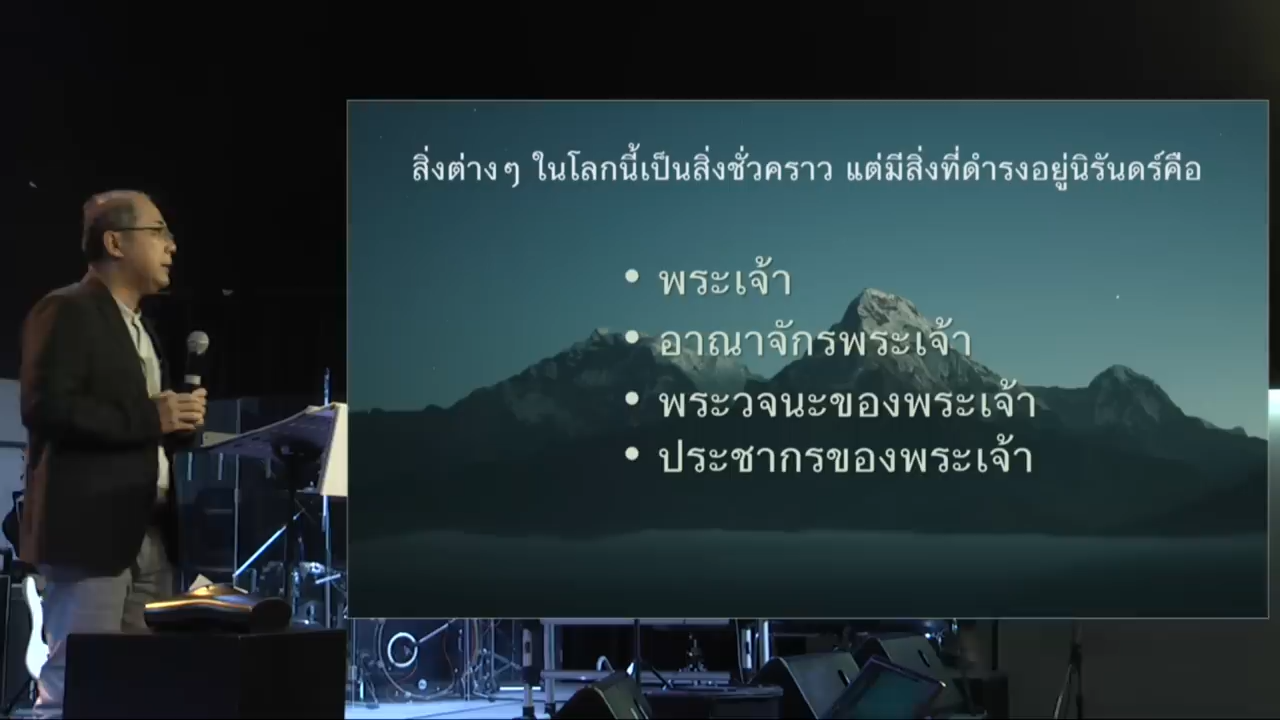 สิ่งต่างๆ ในโลกนี้เป็นสิ่งชั่วคราว แต่มีสิ่งที่ดำรงอยู่นิรันดร์คือ
• พระเจ้า
• อาณาจักรพระเจ้า
• พระวจนะของพระเจ้า
• ประชากรของพระเจ้า